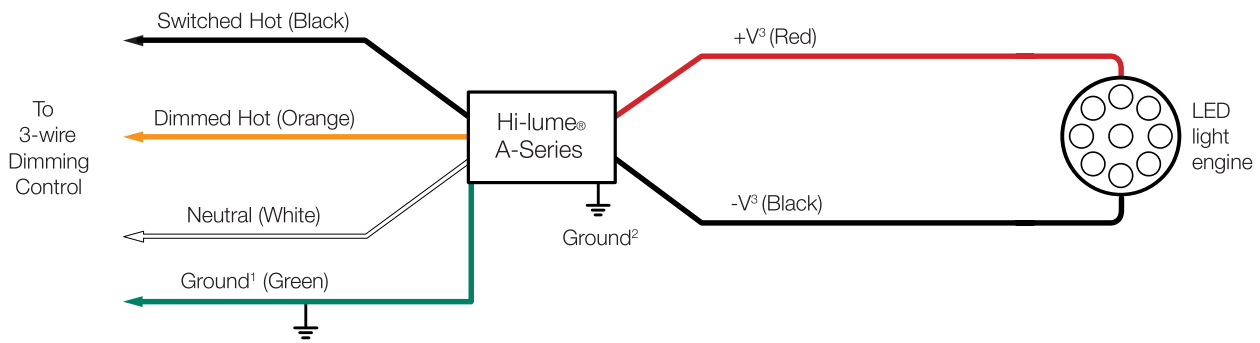 Switched Hot (Black)
+V³ (Red)
To
3-wire
Dimming
Control
Dimmed Hot (Orange)
Hi-lume®
A-Series
LED
light
engine
Neutral (White)
-V³ (Black)
Ground²
Ground¹ (Green)